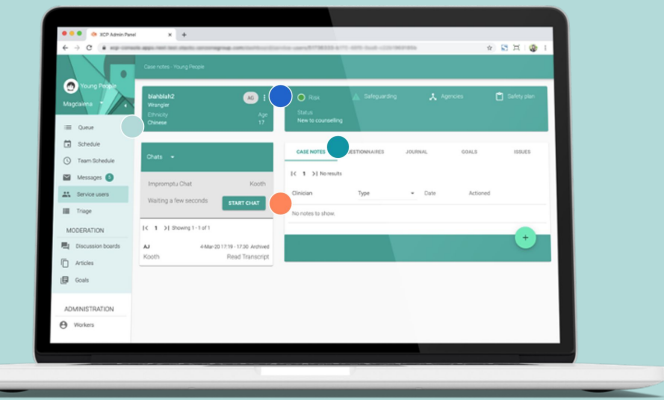 XCP Admin Panel
Case notes - Young People
Young People
Magdalena
Queue
Schedule
Team Schedule
Messages
Service users
Triage
MODERATION
Discussion boards
Articles
Goals
ADMINISTRATION
Workers
blahblah2
AD
Wrangler
Ethnicity
Age
Chinese
17
Risk
Safeguarding
Agencies
Safety plan
Status
New to counselling
Chats
Impromptu Chat
Kooth
Waiting a few seconds
START CHAT
1
Showing 1 - 1 of 1
AJ
4-Mar-20 17:19 - 17:30 Archived
Kooth
Read Transcript
CASE NOTES
JOURNAL
GOALS
ISSUES
1
No results
Clinician
Type
Date
Actioned
No notes to show.